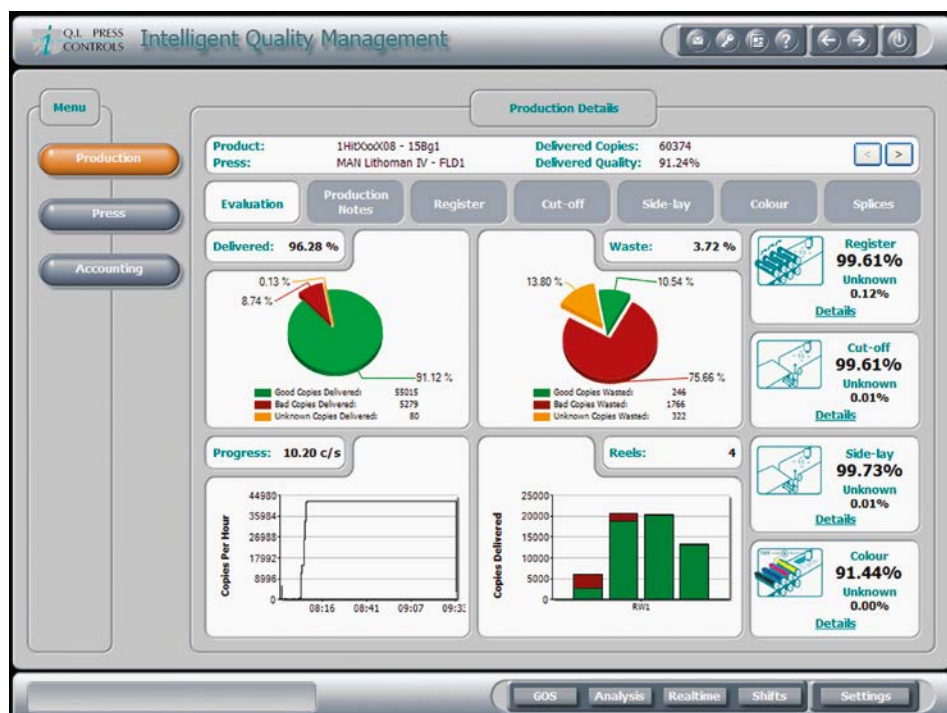 Q.I. PRESS
CONTROLS
Intelligent Quality Management
?
Menu
Production
Press
Accounting
Production Details
Product: 1HitXxxX08 - 15Bg1 Delivered Copies: 60374
Press: MAN Lithoman IV - FLD1 Delivered Quality: 91.24%
< >
Evaluation Production Notes Register Cut-off Side-lay Colour Splices
Delivered: 96.28 %
0.13 %
8.74 %
91.12 %
Good Copies Delivered: 55015
Bad Copies Delivered: 5279
Unknown Copies Delivered: 80
Waste: 3.72 %
13.80 %
10.54 %
75.66 %
Good Copies Wasted: 246
Bad Copies Wasted: 1766
Unknown Copies Wasted: 322
Register
99.61%
Unknown
0.12%
Details
Cut-off
99.61%
Unknown
0.01%
Details
Progress: 10.20 c/s
Copies Per Hour
44980
35984
26988
17992
8996
0
08:16 08:41 09:07 09:33
Reels: 4
Copies Delivered
25000
20000
15000
10000
5000
0
RW1
Side-lay
99.73%
Unknown
0.01%
Details
Colour
91.44%
Unknown
0.00%
Details
GOS Analysis Realtime Shifts Settings